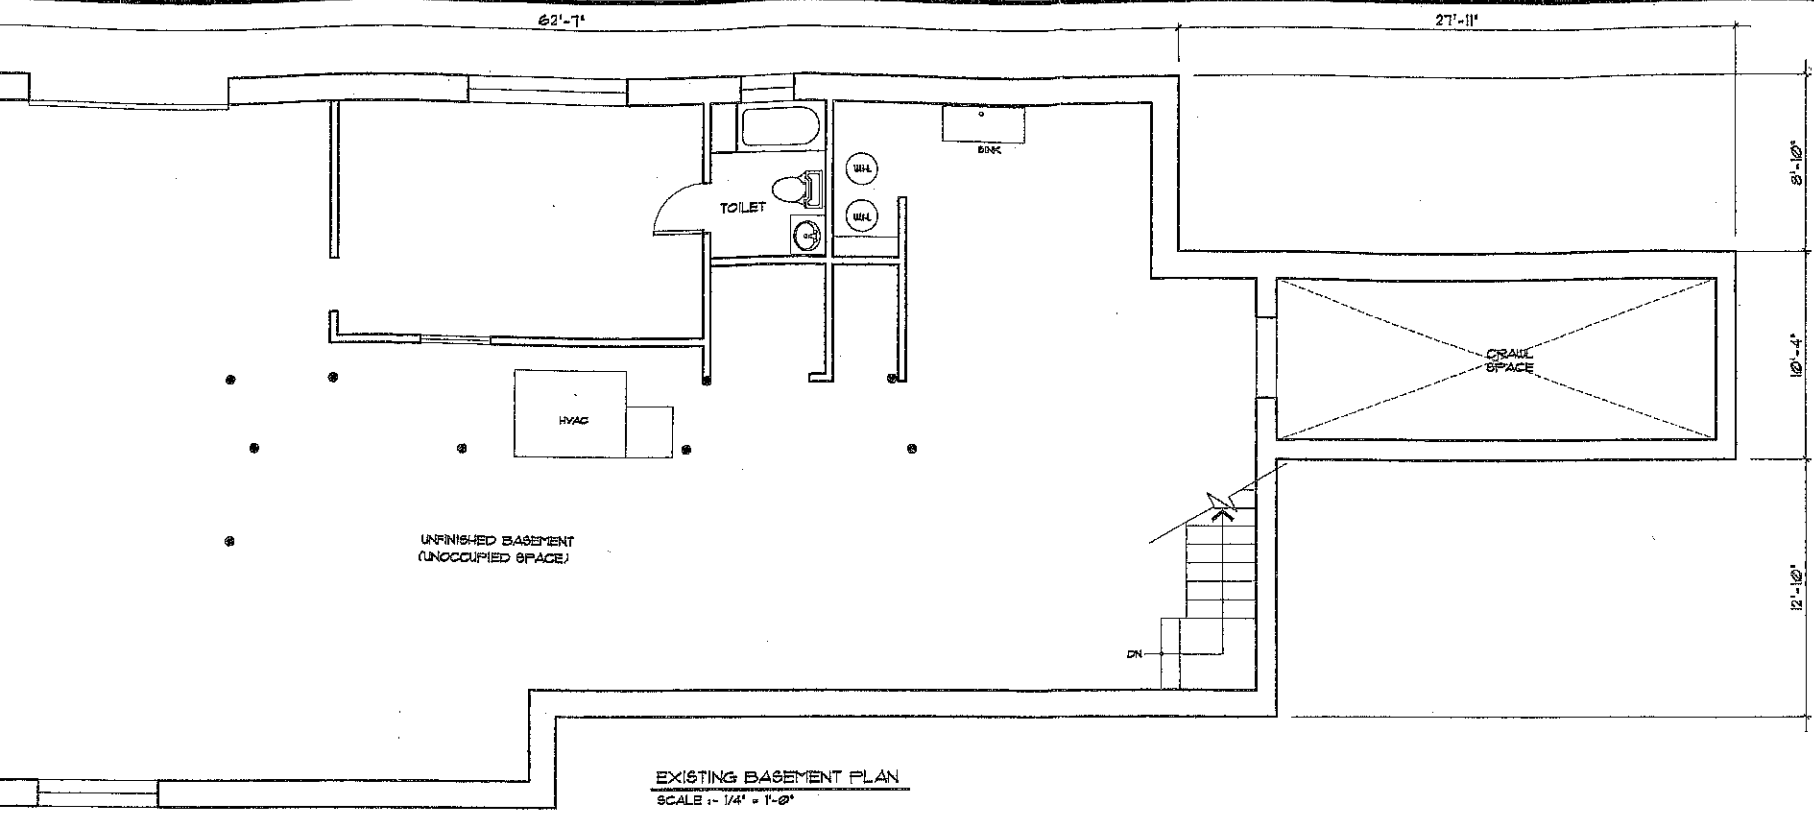 62'-7"
27'-11"
8'-10"
SINK
W.H.
TOILET
W.H.
CRAWL
SPACE
10'-4"
HVAC
UNFINISHED BASEMENT
(UNOCCUPIED SPACE)
12'-10"
DN
EXISTING BASEMENT PLAN
SCALE :- 1/4" = 1'-0"